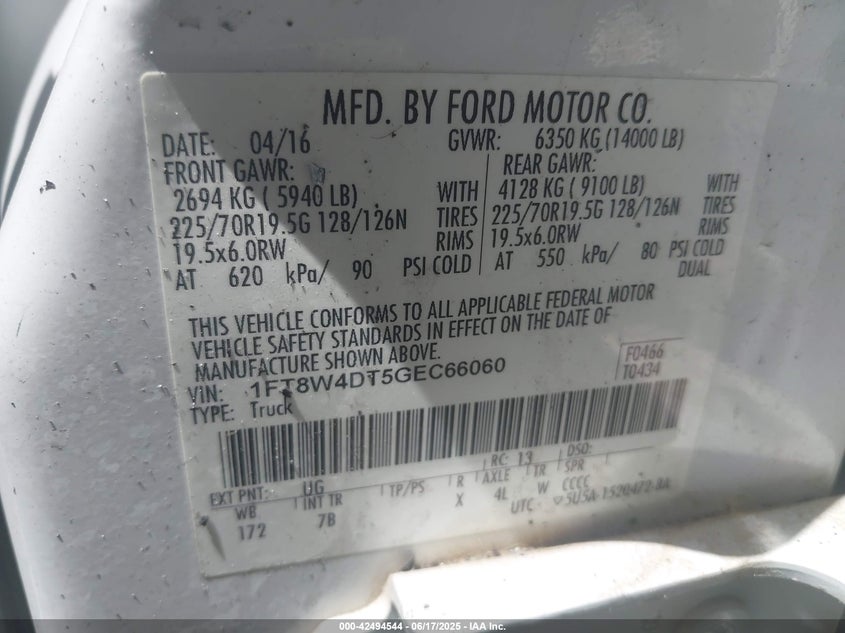 MFD. BY FORD MOTOR CO.
DATE: 04/16 GVWR: 6350 KG (14000 LB)
FRONT GAWR: REAR GAWR:
2694 KG ( 5940 LB) WITH 4128 KG ( 9100 LB) WITH
225/70R19.5G 128/126N TIRES 225/70R19.5G 128/126N TIRES
19.5x6.0RW RIMS 19.5x6.0RW RIMS
AT 620 kPa/ 90 PSI COLD AT 550 kPa/ 80 PSI COLD
DUAL
THIS VEHICLE CONFORMS TO ALL APPLICABLE FEDERAL MOTOR
VEHICLE SAFETY STANDARDS IN EFFECT ON THE DATE OF
MANUFACTURE SHOWN ABOVE.
VIN: 1FT8W4DT5GEC66060 F0466
TYPE: Truck T0434
EXT PNT: UG RC: 13 DSO:
WB INT TR TP/PS R AXLE TR SPR
172 7B X 4L W CCCC
UTC 5U5A-1520472-BA
000-42494544 | 06/17/2025 - IAA Inc.